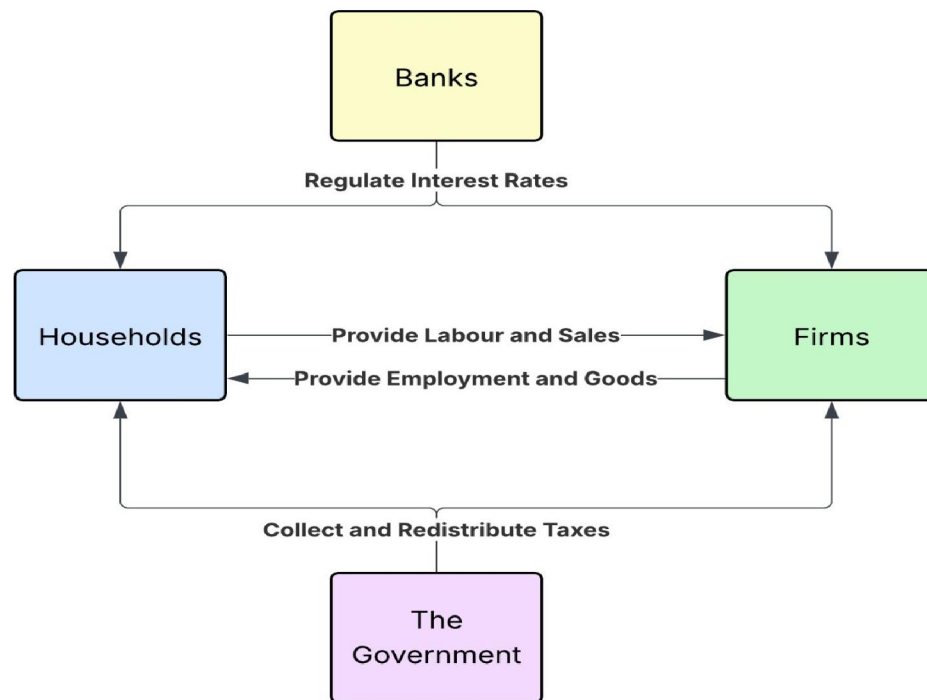 Banks
Regulate Interest Rates
Households
Provide Labour and Sales
Firms
Provide Employment and Goods
Collect and Redistribute Taxes
The
Government